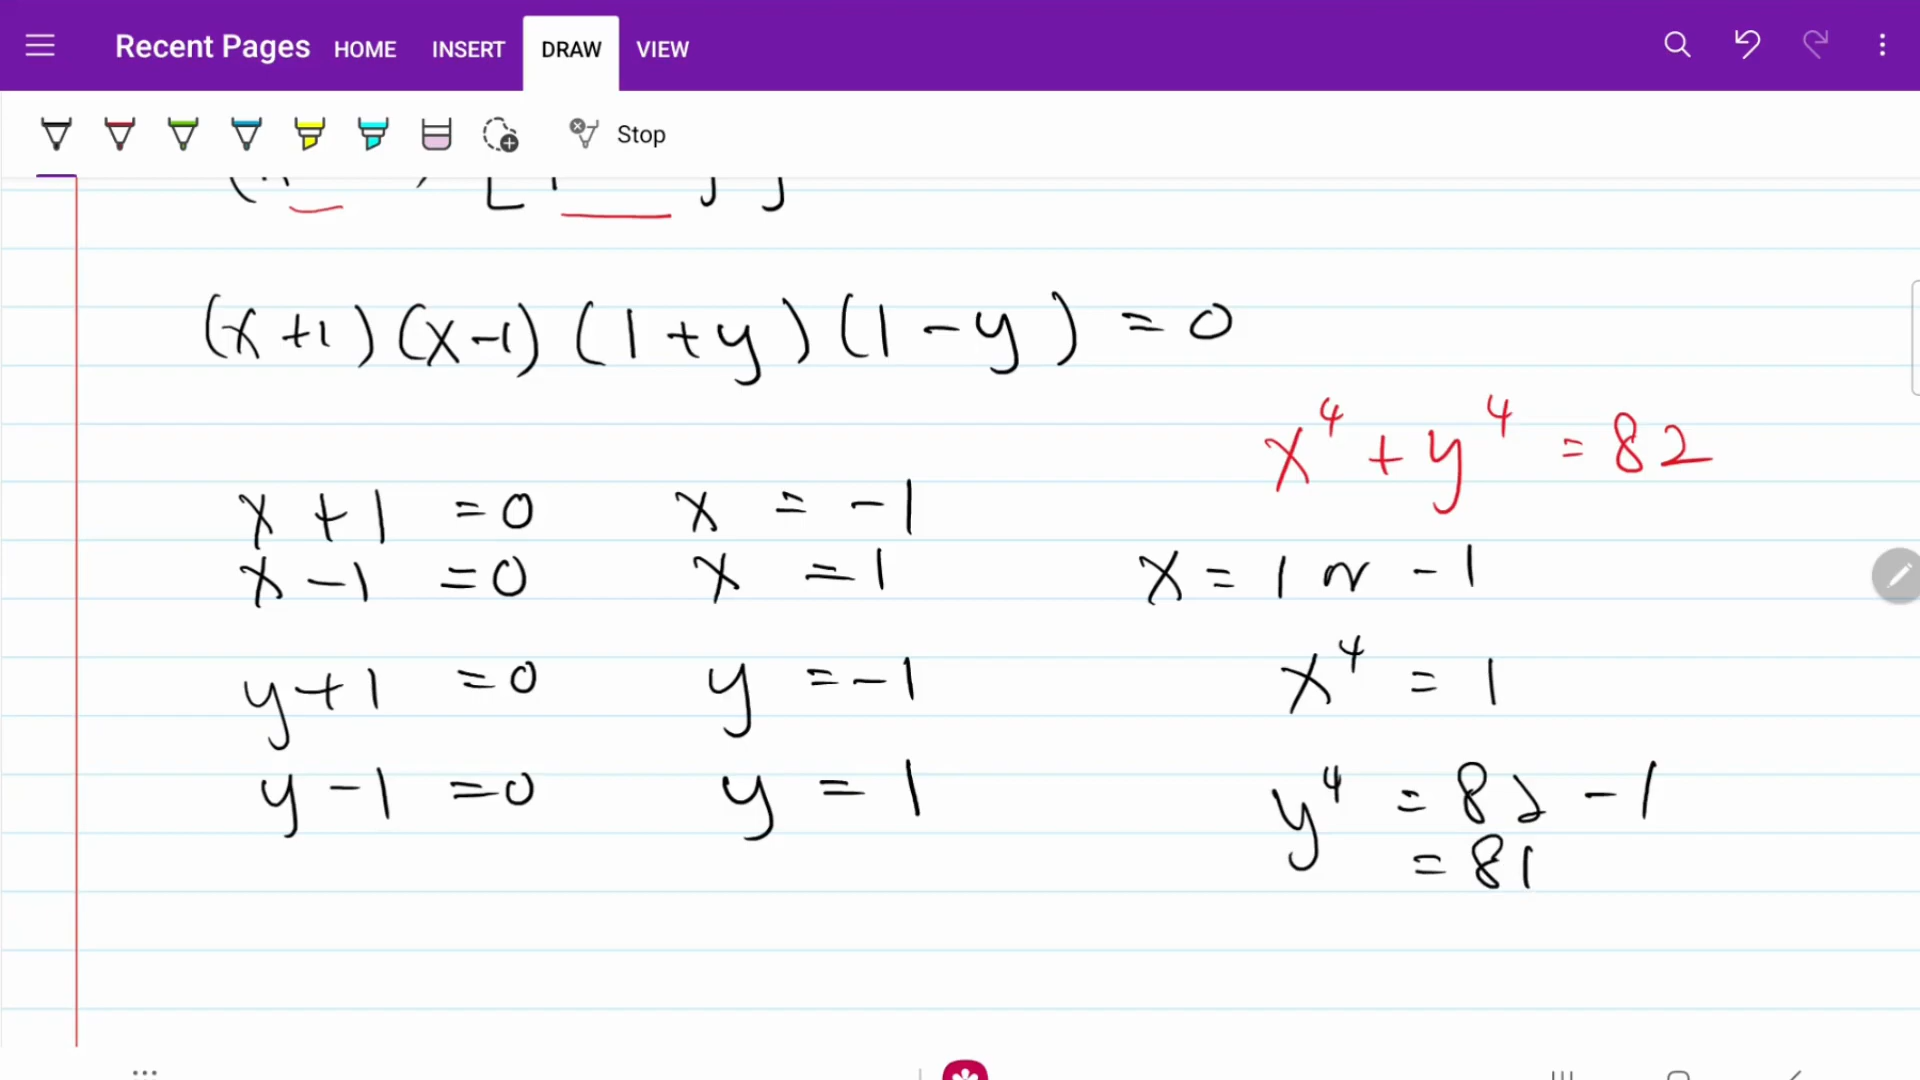 Recent Pages HOME INSERT DRAW VIEW
Stop
(x+1)(x-1)(1+y)(1-y) = 0
x⁴ + y⁴ = 82
x + 1 = 0 x = -1
x - 1 = 0 x = 1 x = 1 or -1
y + 1 = 0 y = -1 x⁴ = 1
y - 1 = 0 y = 1 y⁴ = 82 - 1
= 81